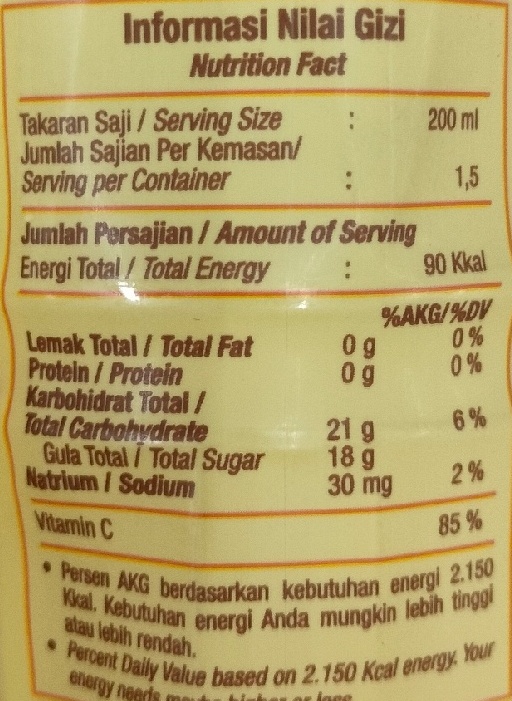 Informasi Nilai Gizi
Nutrition Fact
Takaran Saji / Serving Size : 200 ml
Jumlah Sajian Per Kemasan/
Serving per Container : 1,5
Jumlah Persajian / Amount of Serving
Energi Total / Total Energy : 90 Kkal
%AKG/%DV
Lemak Total / Total Fat 0 g 0 %
Protein / Protein 0 g 0 %
Karbohidrat Total /
Total Carbohydrate 21 g 6 %
Gula Total / Total Sugar 18 g
Natrium / Sodium 30 mg 2 %
Vitamin C 85 %
• Persen AKG berdasarkan kebutuhan energi 2.150
Kkal. Kebutuhan energi Anda mungkin lebih tinggi
atau lebih rendah.
• Percent Daily Value based on 2.150 Kcal energy. Your
energy needs